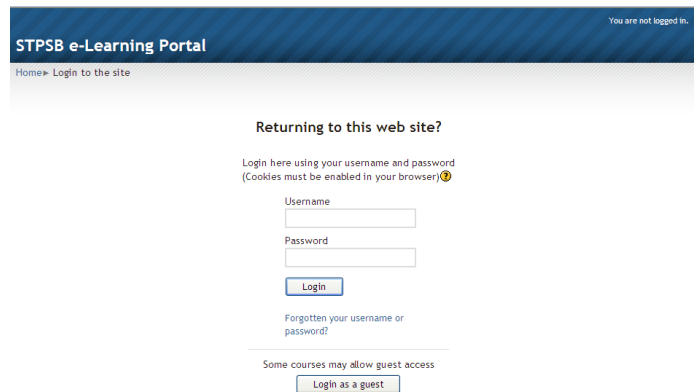 You are not logged in.
STPSB e-Learning Portal
Home► Login to the site
Returning to this web site?
Login here using your username and password
(Cookies must be enabled in your browser)?
Username
Password
Login
Forgotten your username or
password?
Some courses may allow guest access
Login as a guest